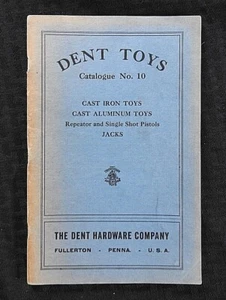 DENT TOYS
Catalogue No. 10
CAST IRON TOYS
CAST ALUMINUM TOYS
Repeater and Single Shot Pistols
JACKS
THE DENT HARDWARE COMPANY
FULLERTON - PENNA. - U. S. A.